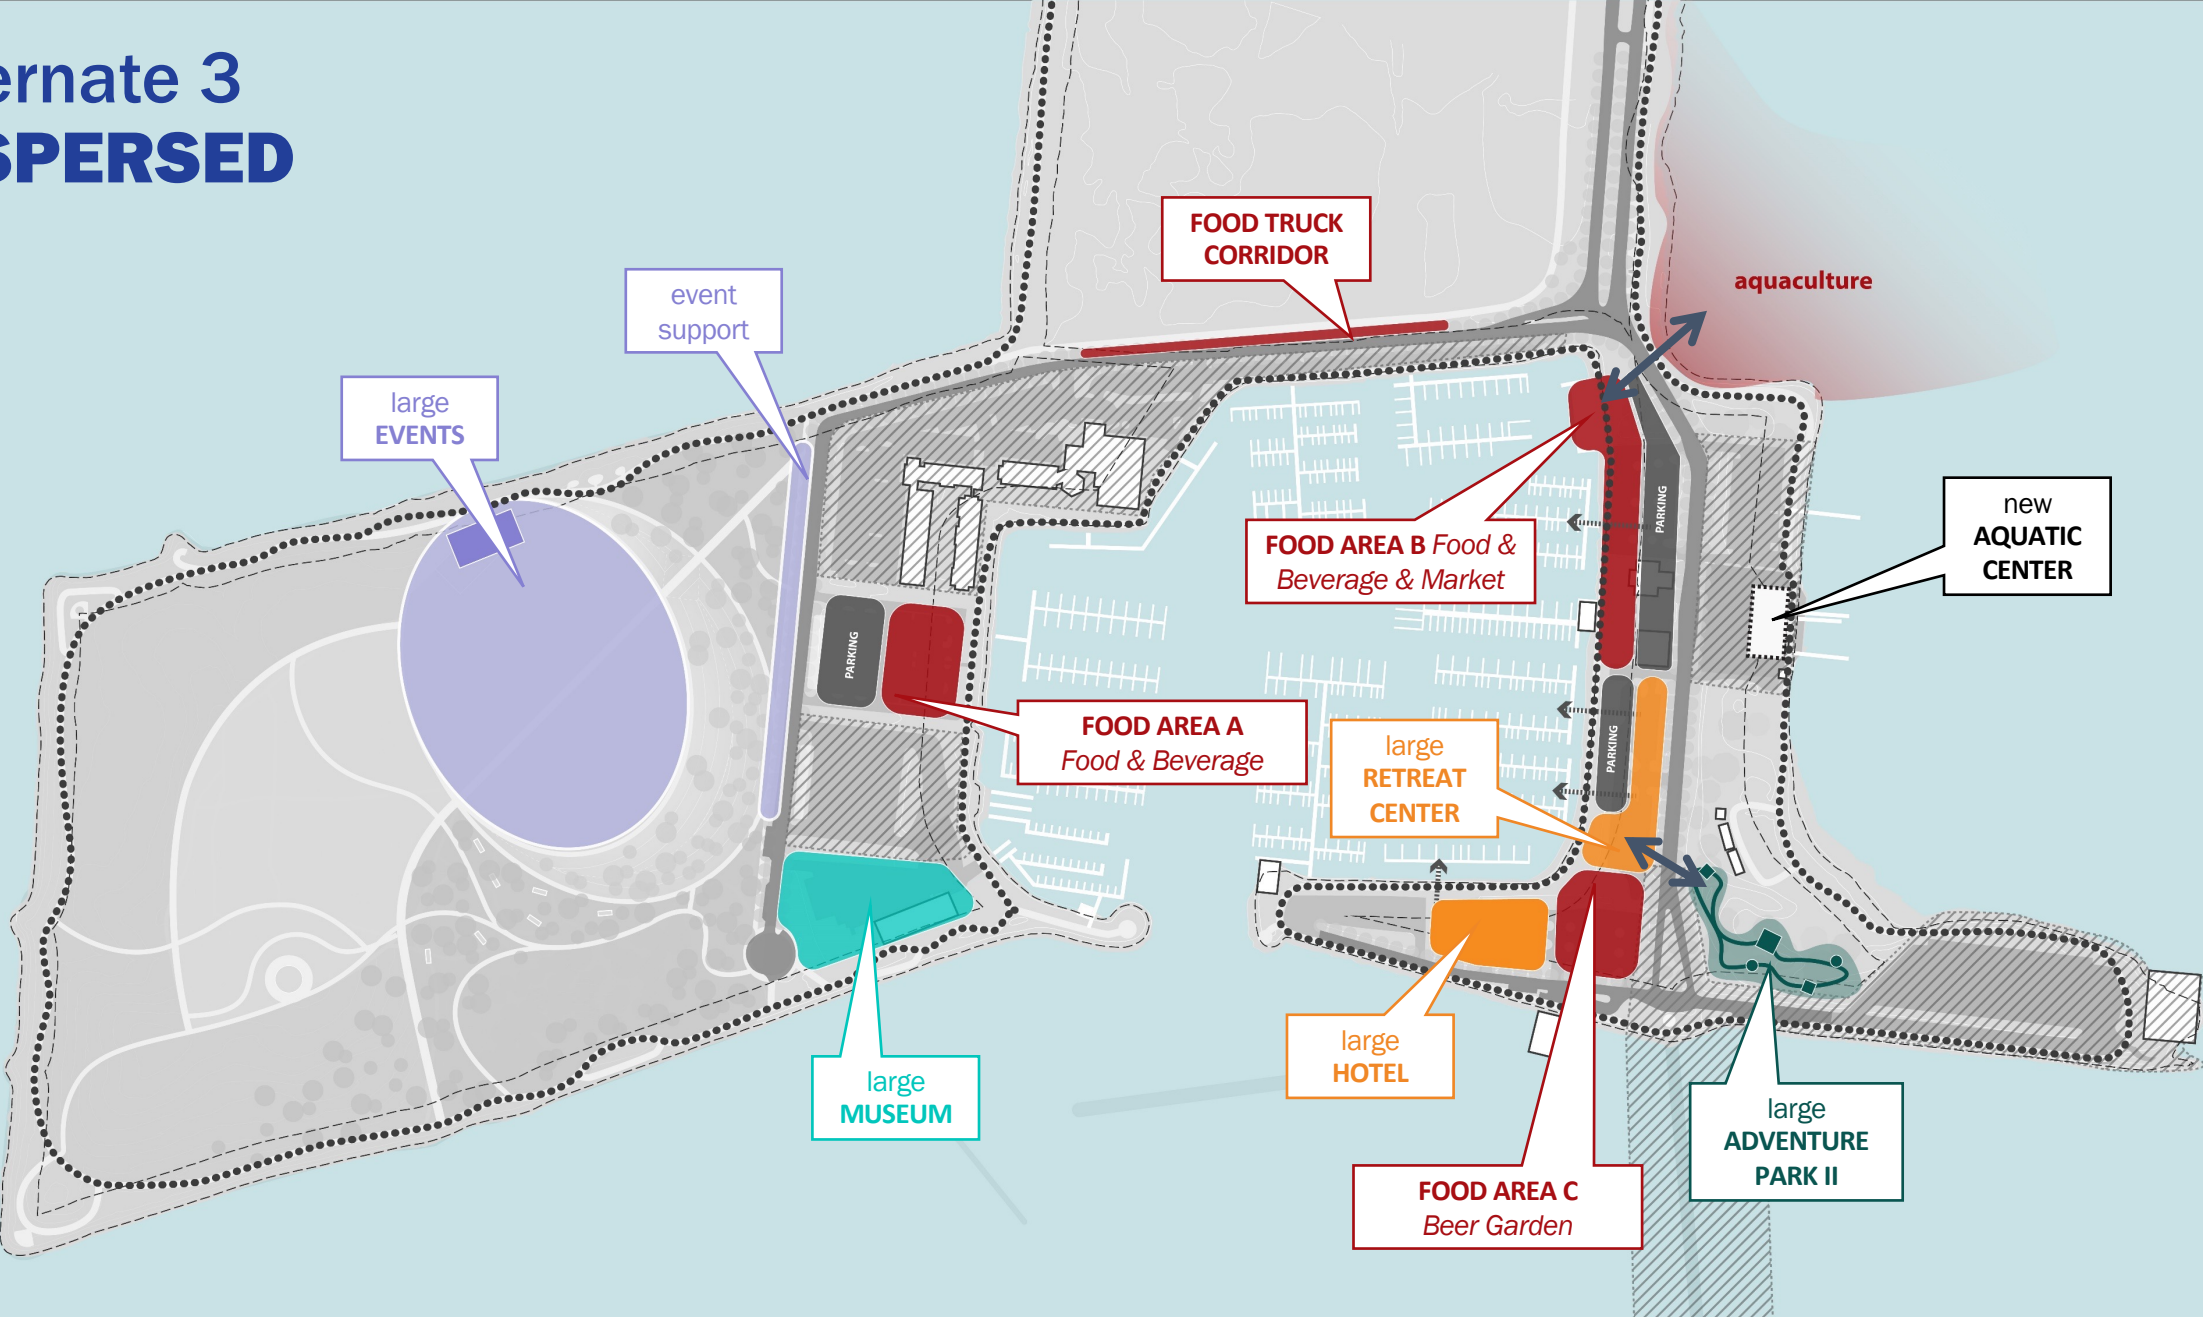 ernate 3
SPERSED
FOOD TRUCK
CORRIDOR
event
support
aquaculture
large
EVENTS
PARKING
new
AQUATIC
CENTER
FOOD AREA B Food &
Beverage & Market
PARKING
FOOD AREA A
Food & Beverage
large
RETREAT
CENTER
PARKING
large
HOTEL
large
MUSEUM
large
ADVENTURE
PARK II
FOOD AREA C
Beer Garden